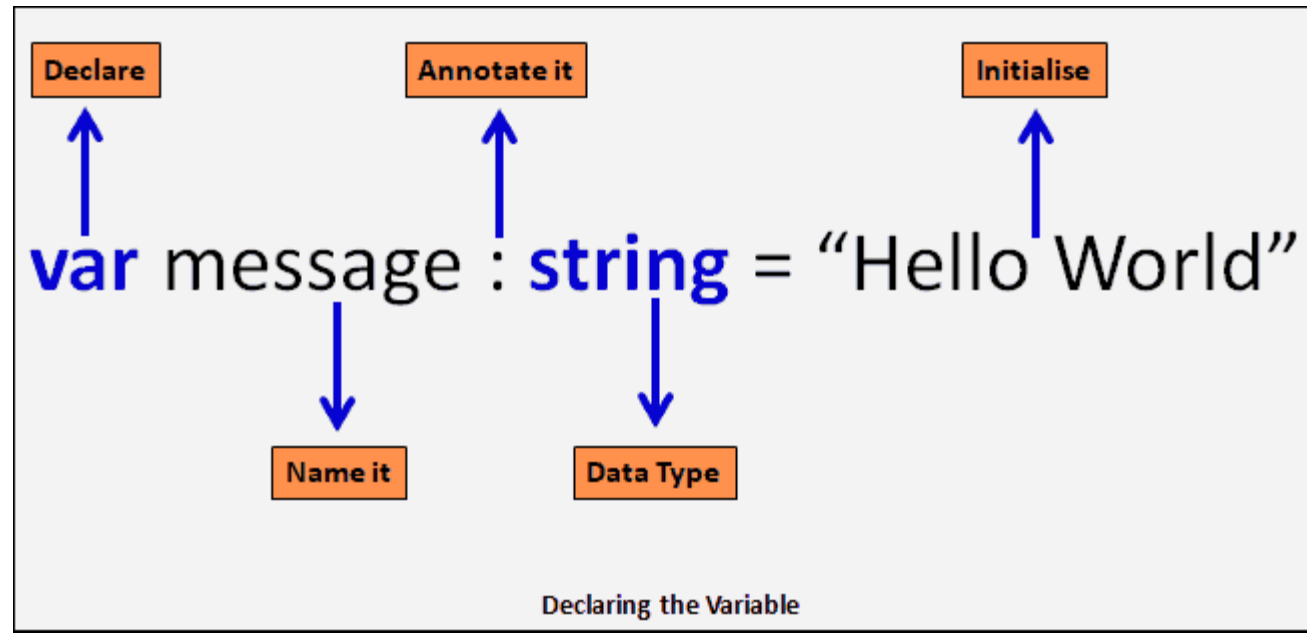 Declare Annotate it Initialise
var message : string = “Hello World”
Name it Data Type
Declaring the Variable